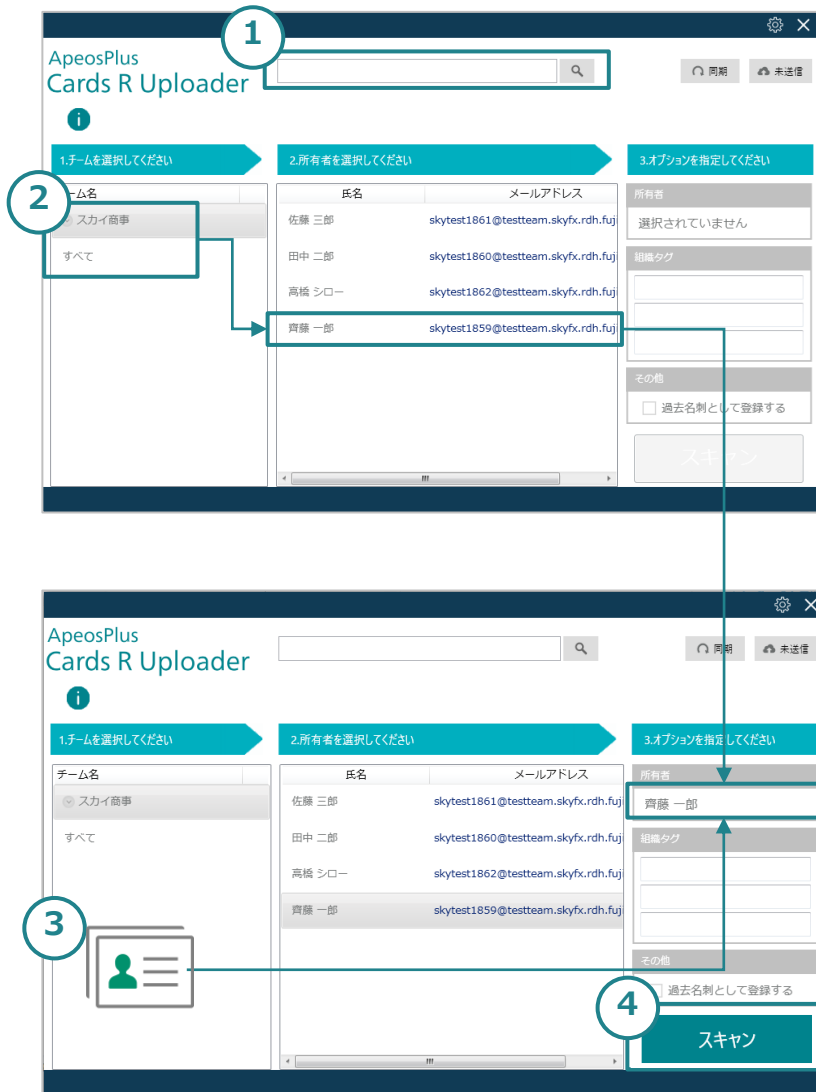 1
ApeosPlus
Cards R Uploader
同期
未送信
i
1.チームを選択してください
2.所有者を選択してください
3.オプションを指定してくだ
2
ーム名
氏名
メールアドレス
所有者
スカイ商事
佐藤 三郎
skytest1861@testteam.skyfx.rdh.fuji
選択されていません
すべて
田中 二郎
skytest1860@testteam.skyfx.rdh.fuji
組織タグ
高橋 シロー
skytest1862@testteam.skyfx.rdh.fuji
齊藤 一郎
skytest1859@testteam.skyfx.rdh.fuji
その他
過去名刺として登録する
スキャン
ApeosPlus
Cards R Uploader
同期
未送信
i
1.チームを選択してください
2.所有者を選択してください
3.オプションを指定してくだ
チーム名
氏名
メールアドレス
所有者
スカイ商事
佐藤 三郎
skytest1861@testteam.skyfx.rdh.fuji
齊藤 一郎
すべて
田中 二郎
skytest1860@testteam.skyfx.rdh.fuji
組織タグ
高橋 シロー
skytest1862@testteam.skyfx.rdh.fuji
齊藤 一郎
skytest1859@testteam.skyfx.rdh.fuji
3
その他
過去名刺として登録する
4
スキャン